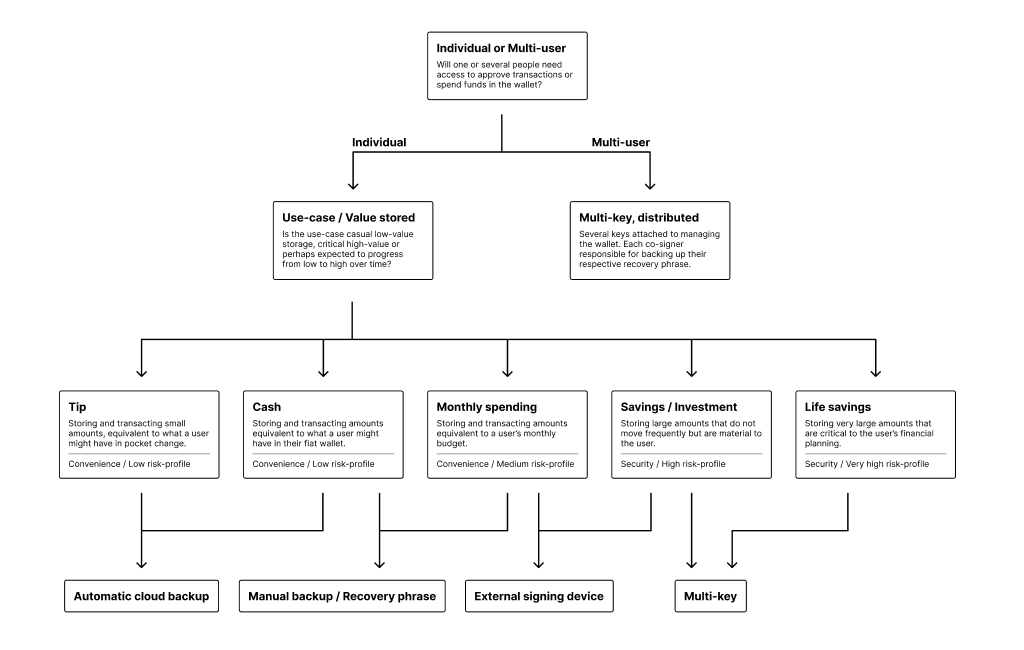 Individual or Multi-user
Will one or several people need
access to approve transactions or
spend funds in the wallet?
Individual
Multi-user
Use-case / Value stored
Is the use-case casual low-value
storage, critical high-value or
perhaps expected to progress
from low to high over time?
Multi-key, distributed
Several keys attached to managing
the wallet. Each co-signer
responsible for backing up their
respective recovery phrase.
Tip
Storing and transacting small
amounts, equivalent to what a user
might have in pocket change.
Convenience / Low risk-profile
Cash
Storing and transacting amounts
equivalent to what a user might
have in their fiat wallet.
Convenience / Low risk-profile
Monthly spending
Storing and transacting amounts
equivalent to a user's monthly
budget.
Convenience / Medium risk-profile
Savings / Investment
Storing large amounts that do not
move frequently but are material to
the user.
Security / High risk-profile
Life savings
Storing very large amounts that
are critical to the user's financial
planning.
Security / Very high risk-profile
Automatic cloud backup
Manual backup / Recovery phrase
External signing device
Multi-key